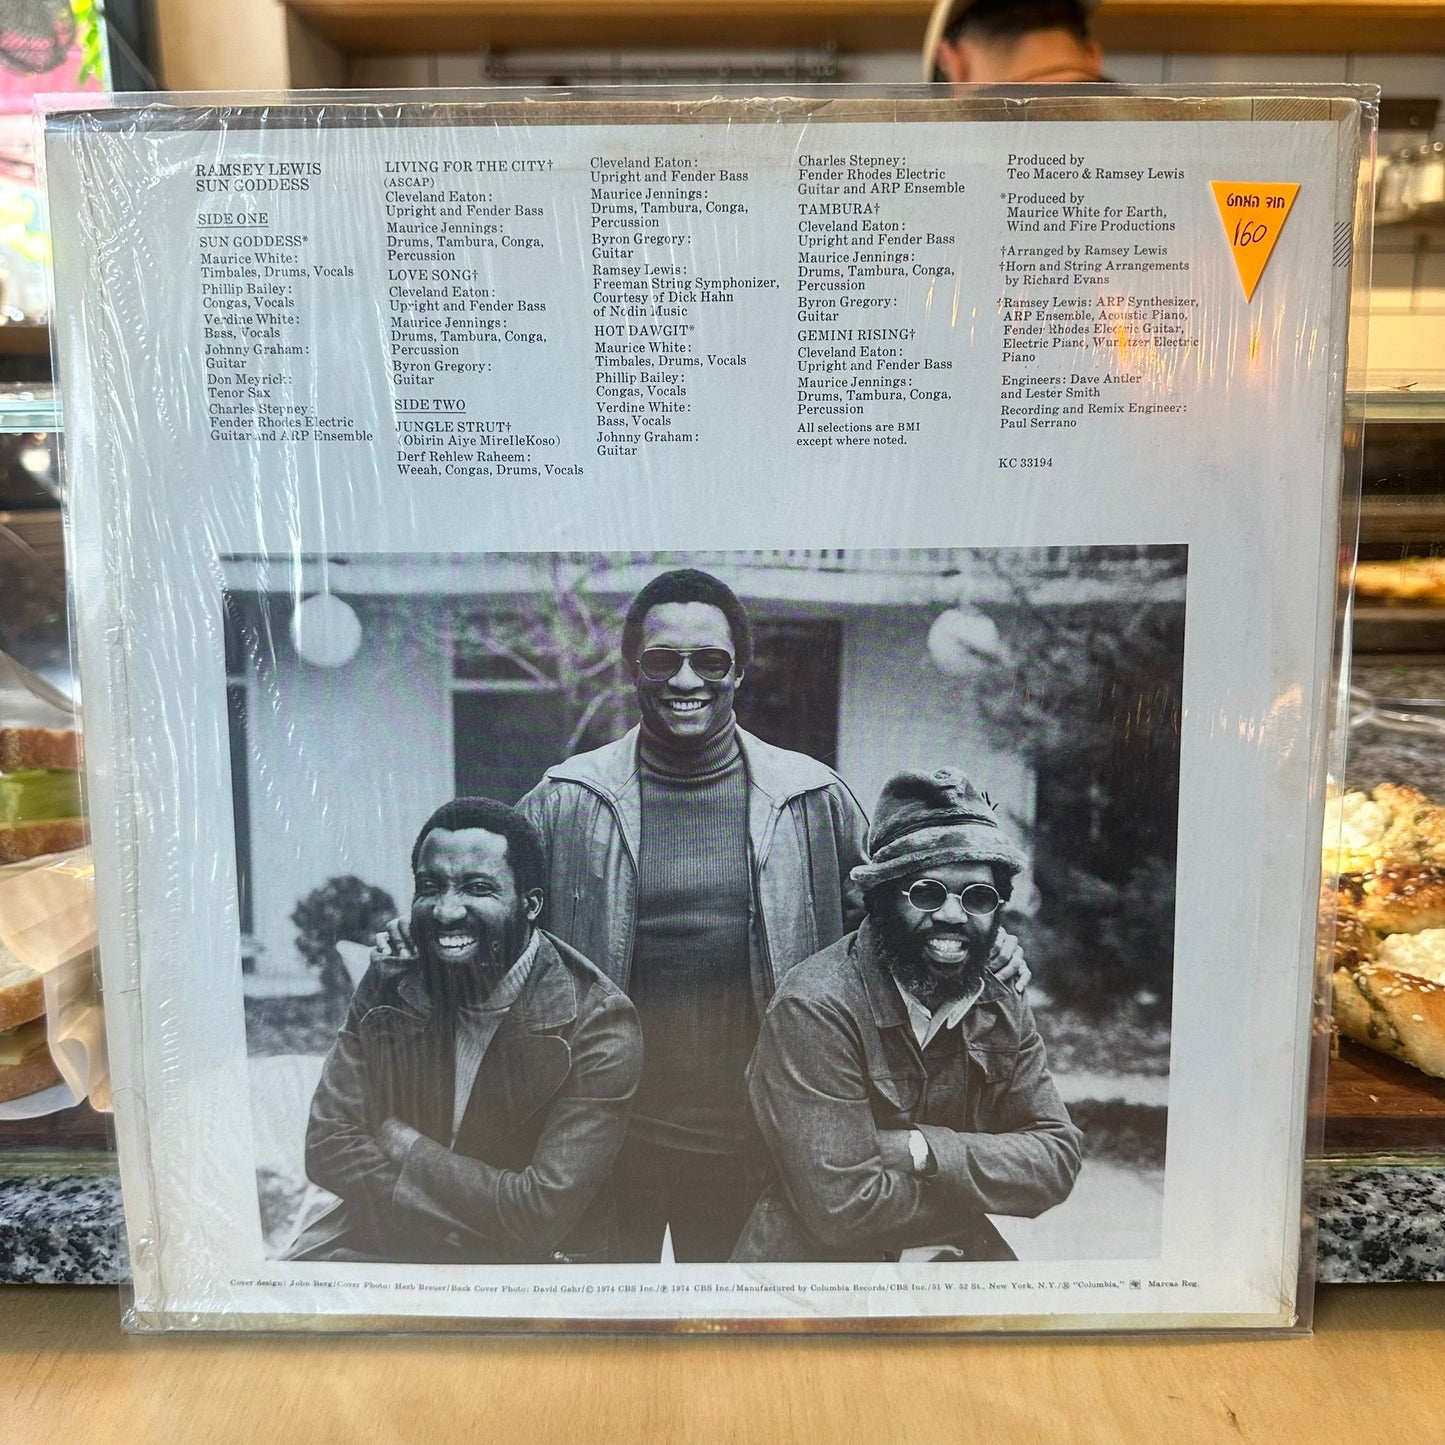 RAMSEY LEWIS
SUN GODDESS
SIDE ONE
SUN GODDESS*
Maurice White:
Timbales, Drums, Vocals
Phillip Bailey:
Congas, Vocals
Verdine White:
Bass, Vocals
Johnny Graham:
Guitar
Don Meyrick:
Tenor Sax
Charles Stepney:
Fender Rhodes Electric
Guitar and ARP Ensemble
LIVING FOR THE CITY†
(ASCAP)
Cleveland Eaton:
Upright and Fender Bass
Maurice Jennings:
Drums, Tambura, Conga,
Percussion
LOVE SONG†
Cleveland Eaton:
Upright and Fender Bass
Maurice Jennings:
Drums, Tambura, Conga,
Percussion
Byron Gregory:
Guitar
SIDE TWO
JUNGLE STRUT†
(Obirin Aiye MireIleKoso)
Derf Rehlew Raheem:
Weeah, Congas, Drums, Vocals
Cleveland Eaton:
Upright and Fender Bass
Maurice Jennings:
Drums, Tambura, Conga,
Percussion
Byron Gregory:
Guitar
Ramsey Lewis:
Freeman String Symphonizer,
Courtesy of Dick Hahn
of Nodin Music
HOT DAWGIT*
Maurice White:
Timbales, Drums, Vocals
Phillip Bailey:
Congas, Vocals
Verdine White:
Bass, Vocals
Johnny Graham:
Guitar
Charles Stepney:
Fender Rhodes Electric
Guitar and ARP Ensemble
TAMBURA†
Cleveland Eaton:
Upright and Fender Bass
Maurice Jennings:
Drums, Tambura, Conga,
Percussion
Byron Gregory:
Guitar
GEMINI RISING†
Cleveland Eaton:
Upright and Fender Bass
Maurice Jennings:
Drums, Tambura, Conga,
Percussion
All selections are BMI
except where noted.
Produced by
Teo Macero & Ramsey Lewis
*Produced by
Maurice White for Earth,
Wind and Fire Productions
†Arranged by Ramsey Lewis
†Horn and String Arrangements
by Richard Evans
†Ramsey Lewis: ARP Synthesizer,
ARP Ensemble, Acoustic Piano,
Fender Rhodes Electric Guitar,
Electric Piano, Wurlitzer Electric
Piano
Engineers: Dave Antler
and Lester Smith
Recording and Remix Engineer:
Paul Serrano
KC 33194
חוד המחט
160
Cover design: John Berg/Cover Photo: Herb Breuer/Back Cover Photo: David Gahr/© 1974 CBS Inc./℗ 1974 CBS Inc./Manufactured by Columbia Records/CBS Inc./51 W. 52 St., New York, N.Y./® "Columbia," Marcas Reg.